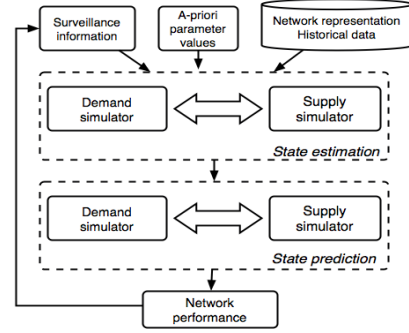 Surveillance
information
A-priori
parameter
values
Network representation
Historical data
Demand
simulator
Supply
simulator
State estimation
Demand
simulator
Supply
simulator
State prediction
Network
performance